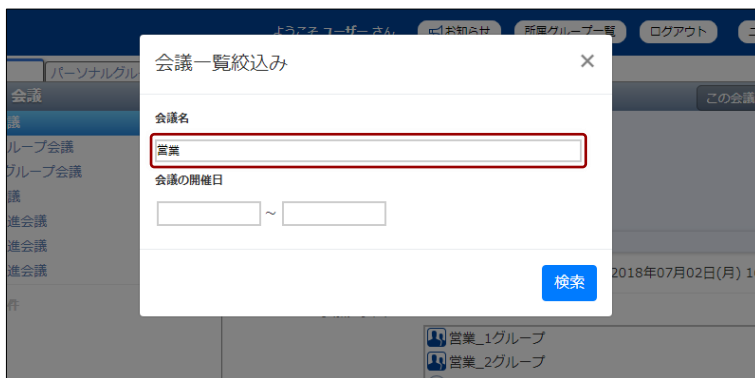 ようこそ ユーザー さん お知らせ 所属グループ一覧 ログアウト
パーソナルグル
会議 この会議
議
ループ会議
グループ会議
議
進会議
進会議
進会議
件
会議一覧絞込み ×
会議名
営業
会議の開催日
～
検索
2018年07月02日(月) 1
営業_1グループ
営業_2グループ